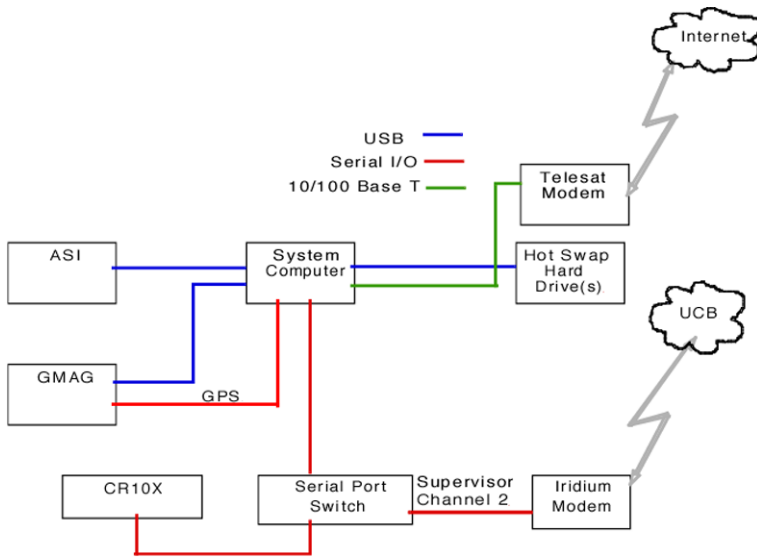 Internet
USB
Serial I/O
10/100 Base T
Telesat
Modem
ASI
System
Computer
Hot Swap
Hard
Drive(s)
UCB
GMAG
GPS
CR10X
Serial Port
Switch
Supervisor
Channel 2
Iridium
Modem